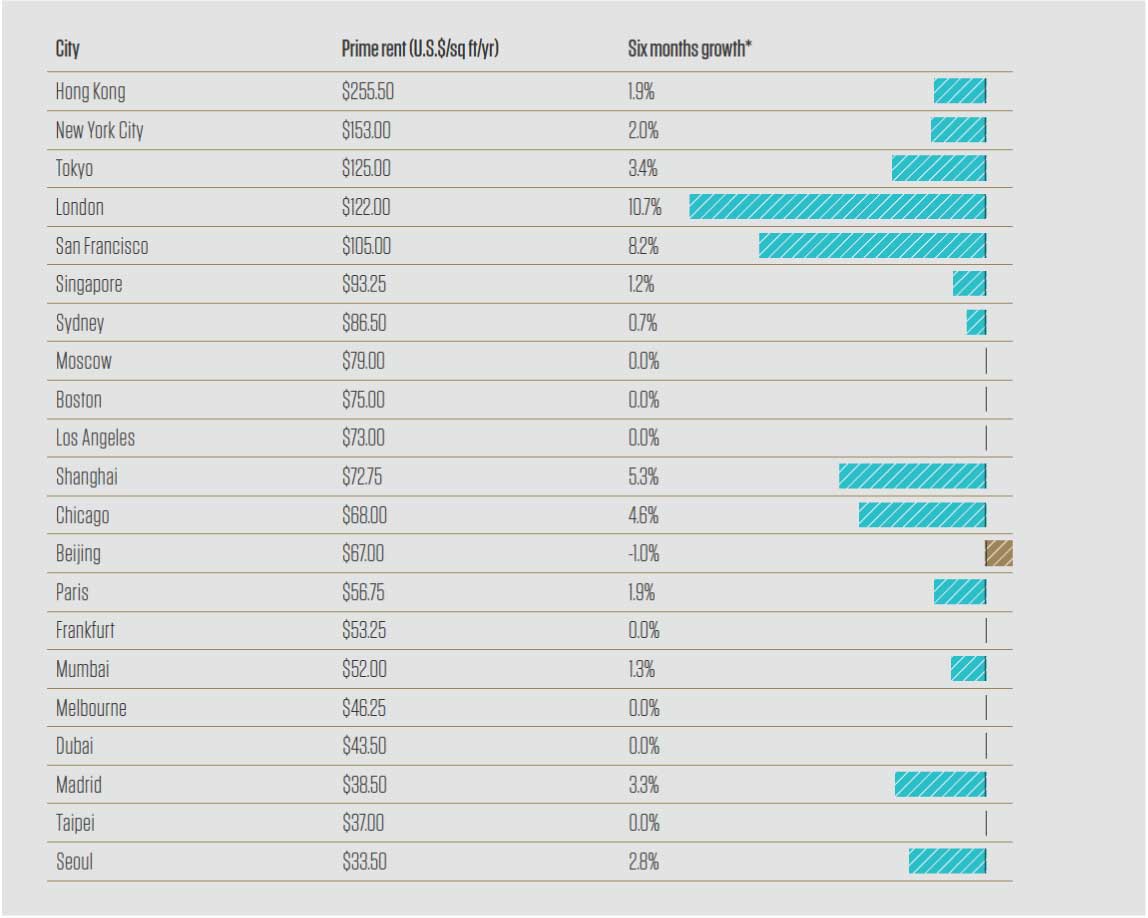 City Prime rent (U.S.$/sq ft/yr) Six months growth*
Hong Kong $255.50 1.9%
New York City $153.00 2.0%
Tokyo $125.00 3.4%
London $122.00 10.7%
San Francisco $105.00 8.2%
Singapore $93.25 1.2%
Sydney $86.50 0.7%
Moscow $79.00 0.0%
Boston $75.00 0.0%
Los Angeles $73.00 0.0%
Shanghai $72.75 5.3%
Chicago $68.00 4.6%
Beijing $67.00 -1.0%
Paris $56.75 1.9%
Frankfurt $53.25 0.0%
Mumbai $52.00 1.3%
Melbourne $46.25 0.0%
Dubai $43.50 0.0%
Madrid $38.50 3.3%
Taipei $37.00 0.0%
Seoul $33.50 2.8%